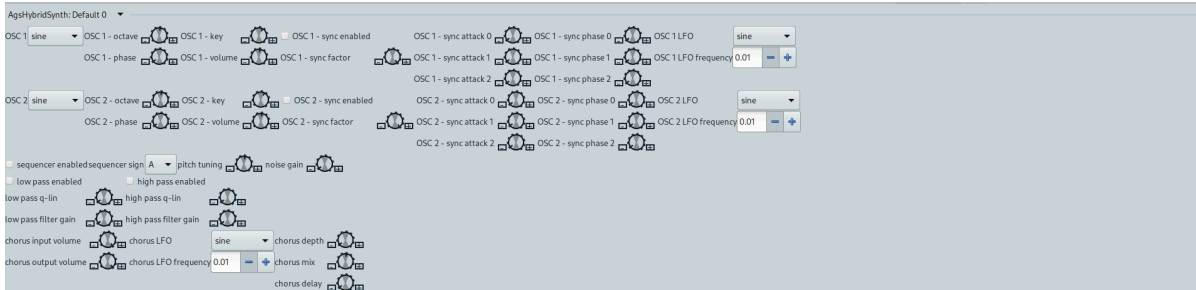 AgsHybridSynth: Default 0
OSC 1 sine OSC 1 - octave OSC 1 - key OSC 1 - sync enabled OSC 1 - sync attack 0 OSC 1 - sync phase 0 OSC 1 LFO sine
OSC 1 - phase OSC 1 - volume OSC 1 - sync factor OSC 1 - sync attack 1 OSC 1 - sync phase 1 OSC 1 LFO frequency 0.01
OSC 1 - sync attack 2 OSC 1 - sync phase 2
OSC 2 sine OSC 2 - octave OSC 2 - key OSC 2 - sync enabled OSC 2 - sync attack 0 OSC 2 - sync phase 0 OSC 2 LFO sine
OSC 2 - phase OSC 2 - volume OSC 2 - sync factor OSC 2 - sync attack 1 OSC 2 - sync phase 1 OSC 2 LFO frequency 0.01
OSC 2 - sync attack 2 OSC 2 - sync phase 2
sequencer enabled sequencer sign A pitch tuning noise gain
low pass enabled high pass enabled
low pass q-lin high pass q-lin
low pass filter gain high pass filter gain
chorus input volume chorus LFO sine chorus depth
chorus output volume chorus LFO frequency 0.01 chorus mix
chorus delay